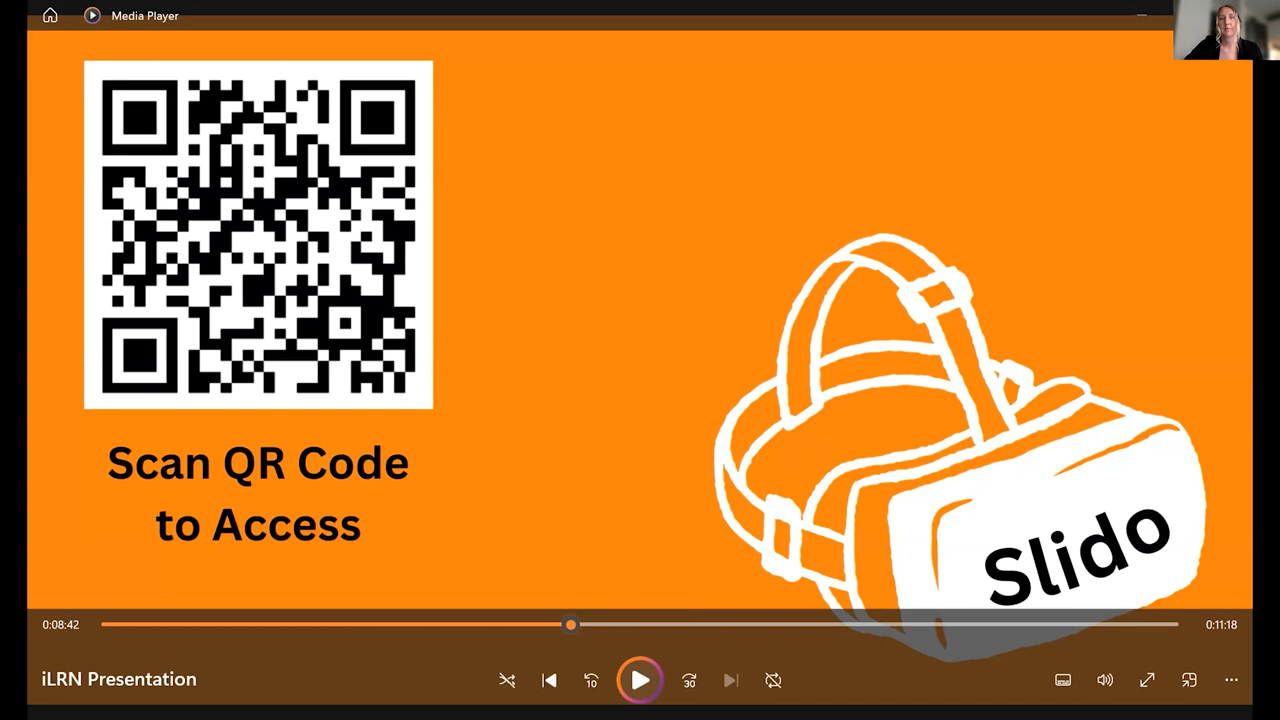 Media Player
Scan QR Code
to Access
Slido
0:08:42
0:11:18
iLRN Presentation
10
30